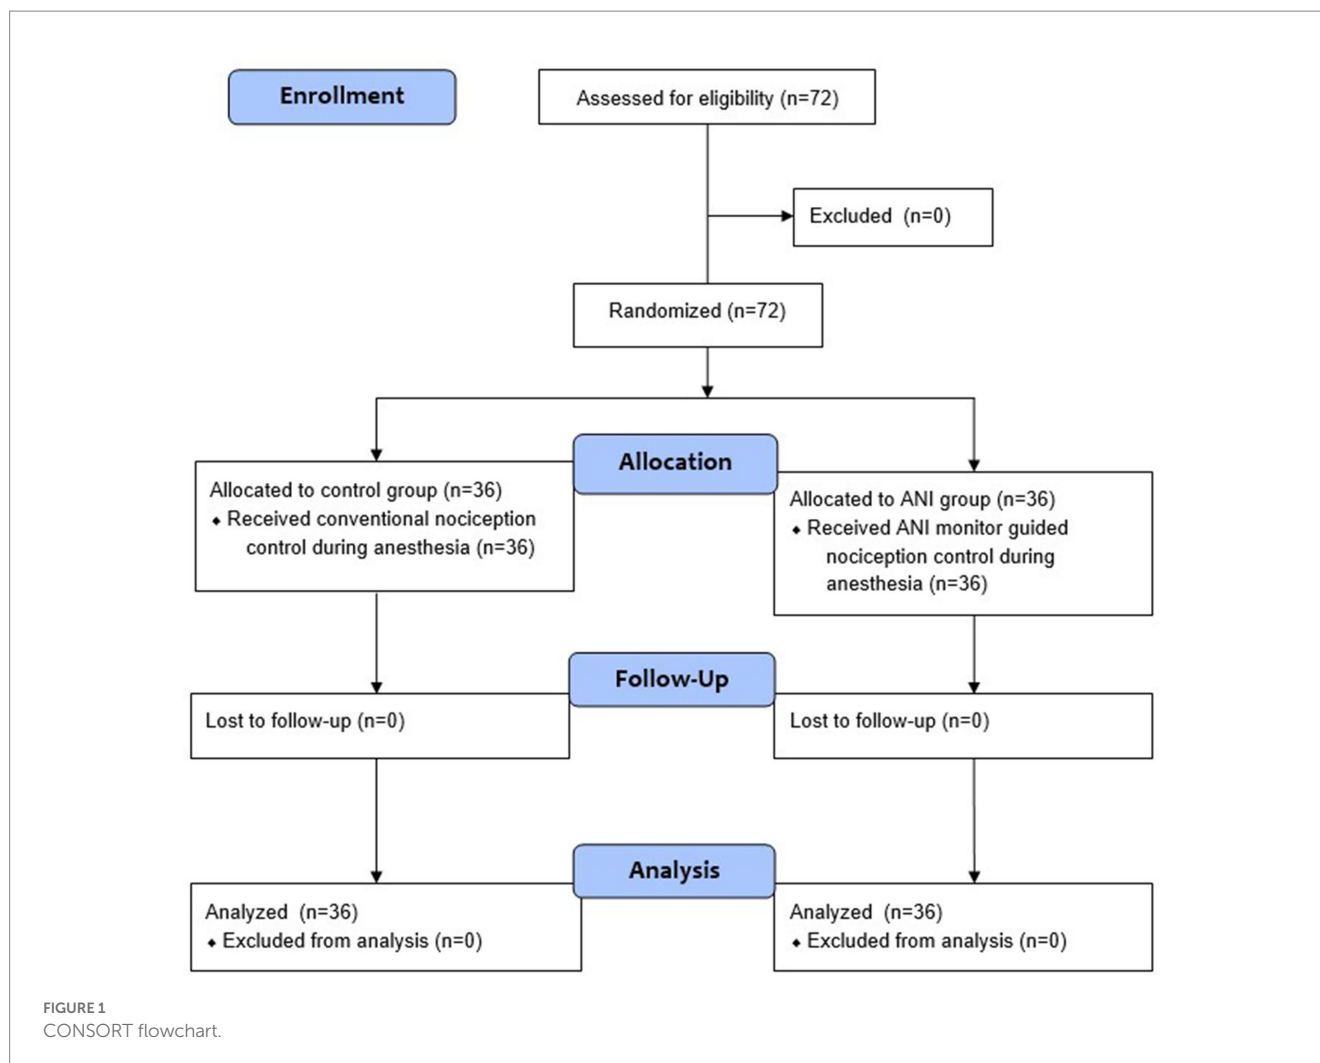 Enrollment
Assessed for eligibility (n=72)
Excluded (n=0)
Randomized (n=72)
Allocation
Allocated to control group (n=36)
⬥ Received conventional nociception
control during anesthesia (n=36)
Allocated to ANI group (n=36)
⬥ Received ANI monitor guided
nociception control during
anesthesia (n=36)
Follow-Up
Lost to follow-up (n=0)
Lost to follow-up (n=0)
Analysis
Analyzed (n=36)
⬥ Excluded from analysis (n=0)
Analyzed (n=36)
⬥ Excluded from analysis (n=0)
FIGURE 1
CONSORT flowchart.